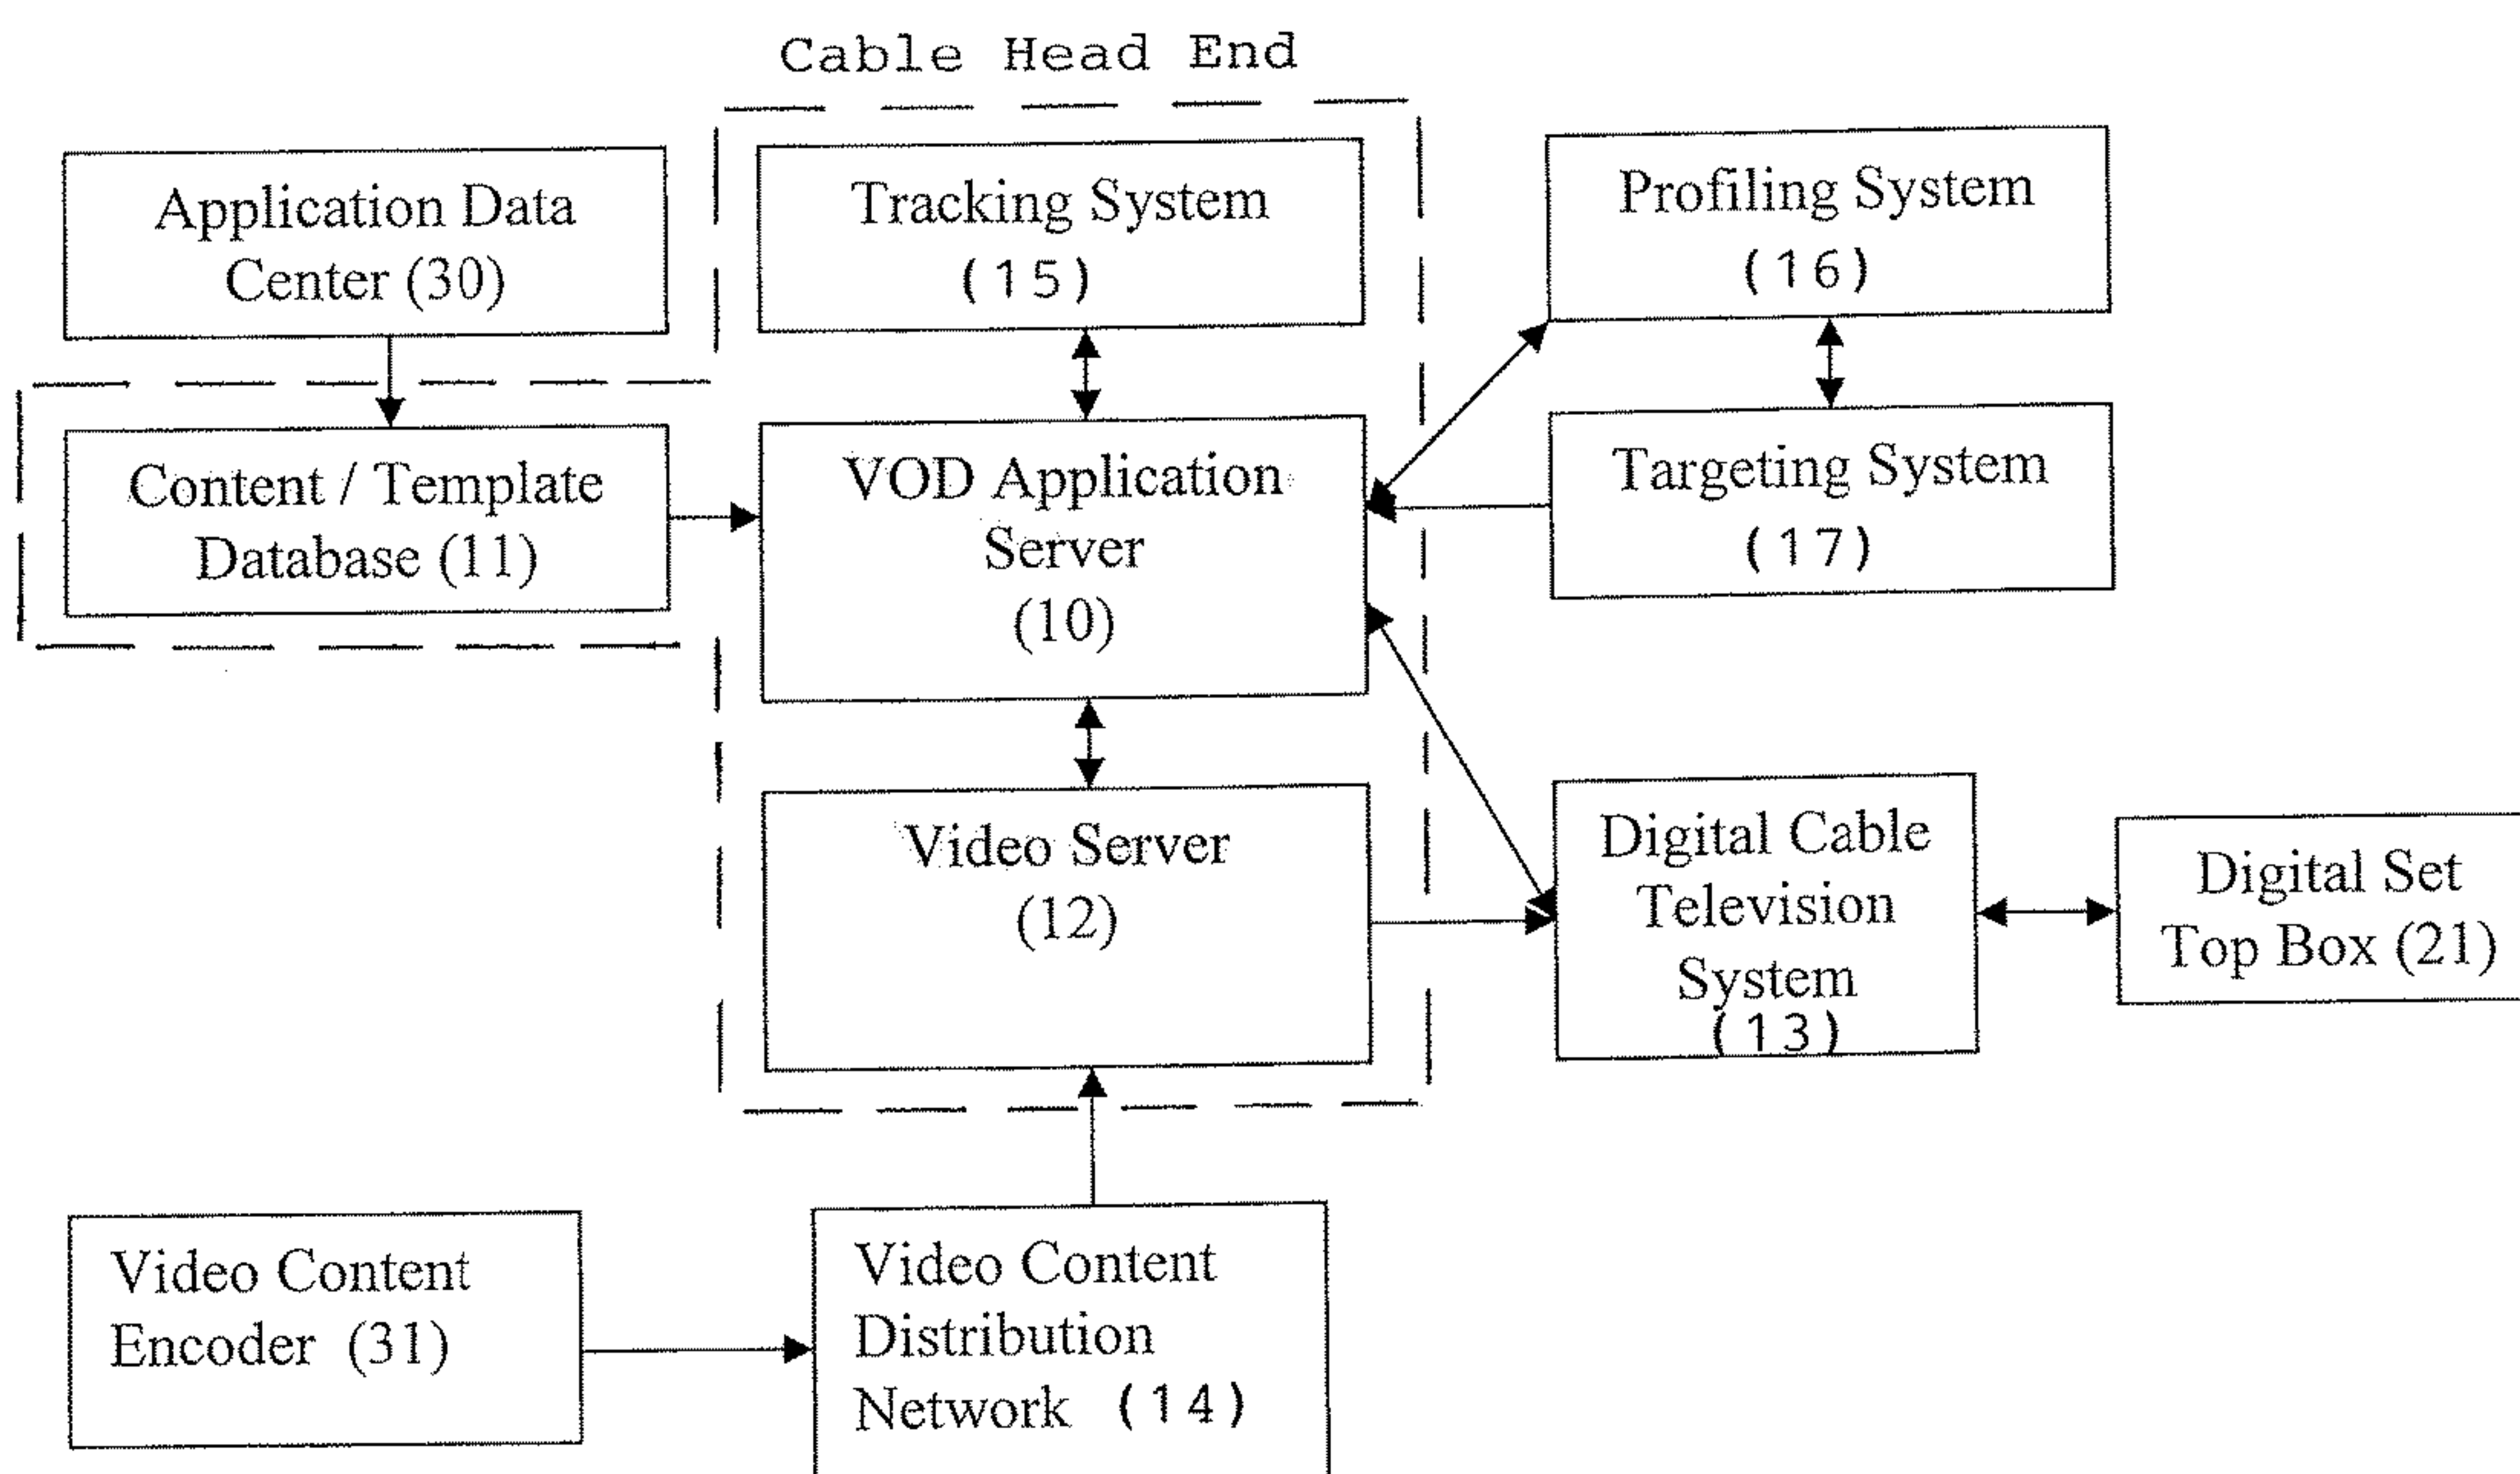 Cable Head End
Application Data
Center (30)
Tracking System
(15)
Profiling System
(16)
Content / Template
Database (11)
VOD Application
Server
(10)
Targeting System
(17)
Video Server
(12)
Digital Cable
Television
System
(13)
Digital Set
Top Box (21)
Video Content
Encoder (31)
Video Content
Distribution
Network (14)